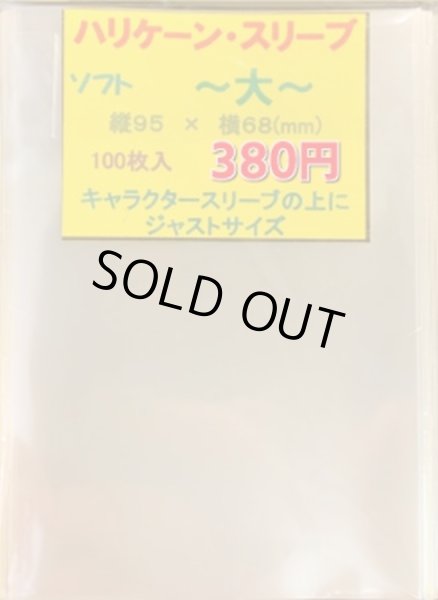 ハリケーン・スリーブ
ソフト ～大～
縦95 × 横68(mm)
100枚入 380円
キャラクタースリーブの上に
ジャストサイズ
SOLD OUT